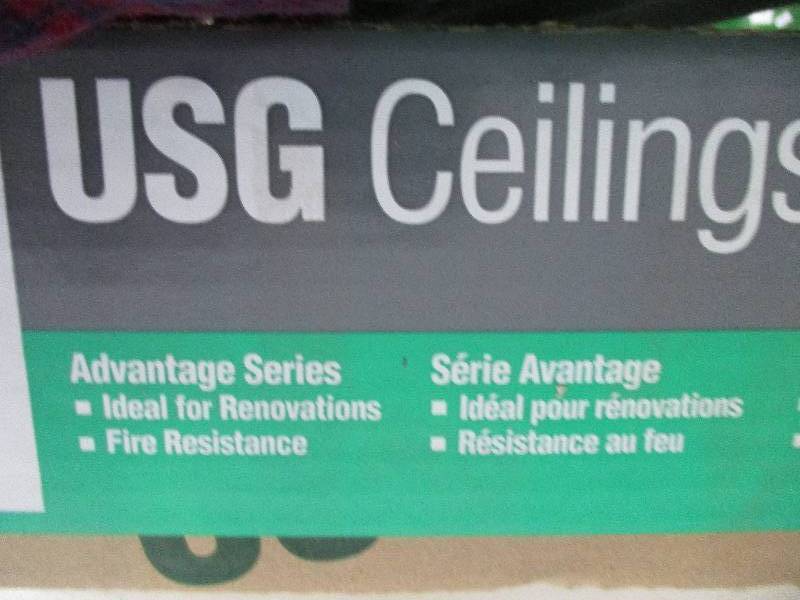 USG Ceilings
Advantage Series
▪ Ideal for Renovations
▪ Fire Resistance
Série Avantage
▪ Idéal pour rénovations
▪ Résistance au feu